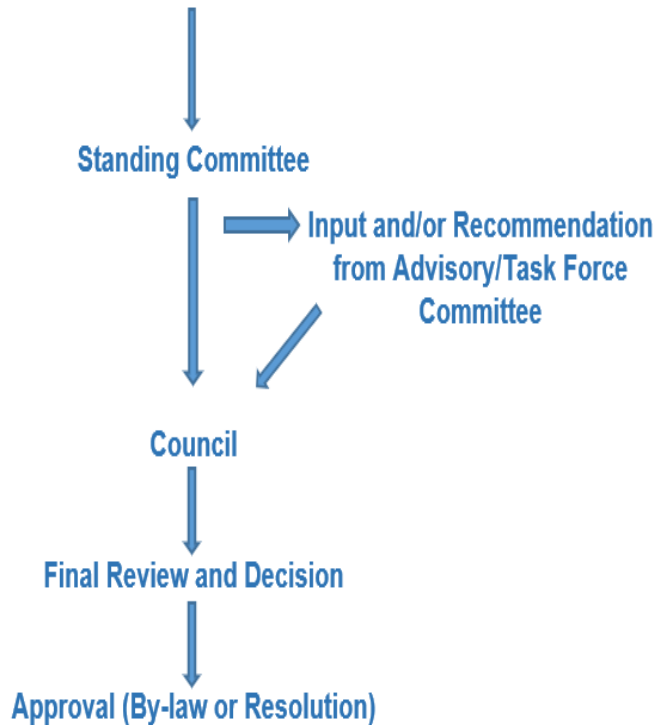 Standing Committee
Input and/or Recommendation
from Advisory/Task Force
Committee
Council
Final Review and Decision
Approval (By-law or Resolution)